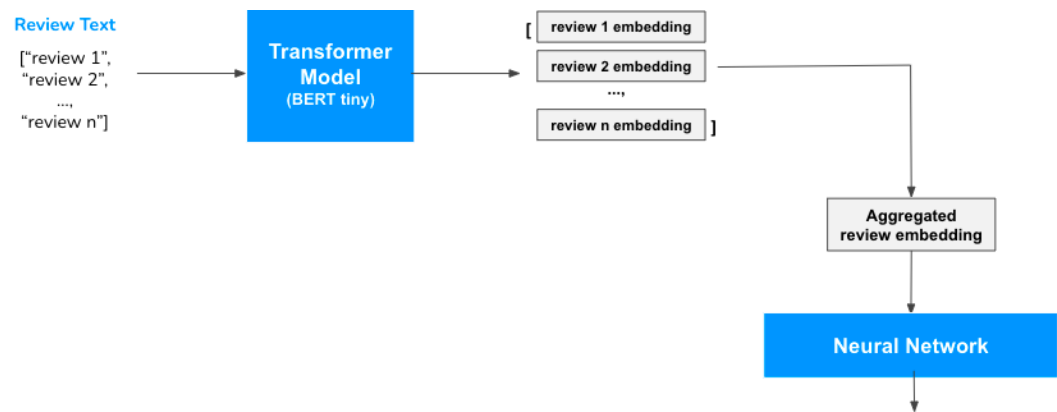 Review Text
[“review 1”,
“review 2”,
...,
“review n”]
Transformer
Model
(BERT tiny)
[ review 1 embedding
review 2 embedding
...,
review n embedding ]
Aggregated
review embedding
Neural Network